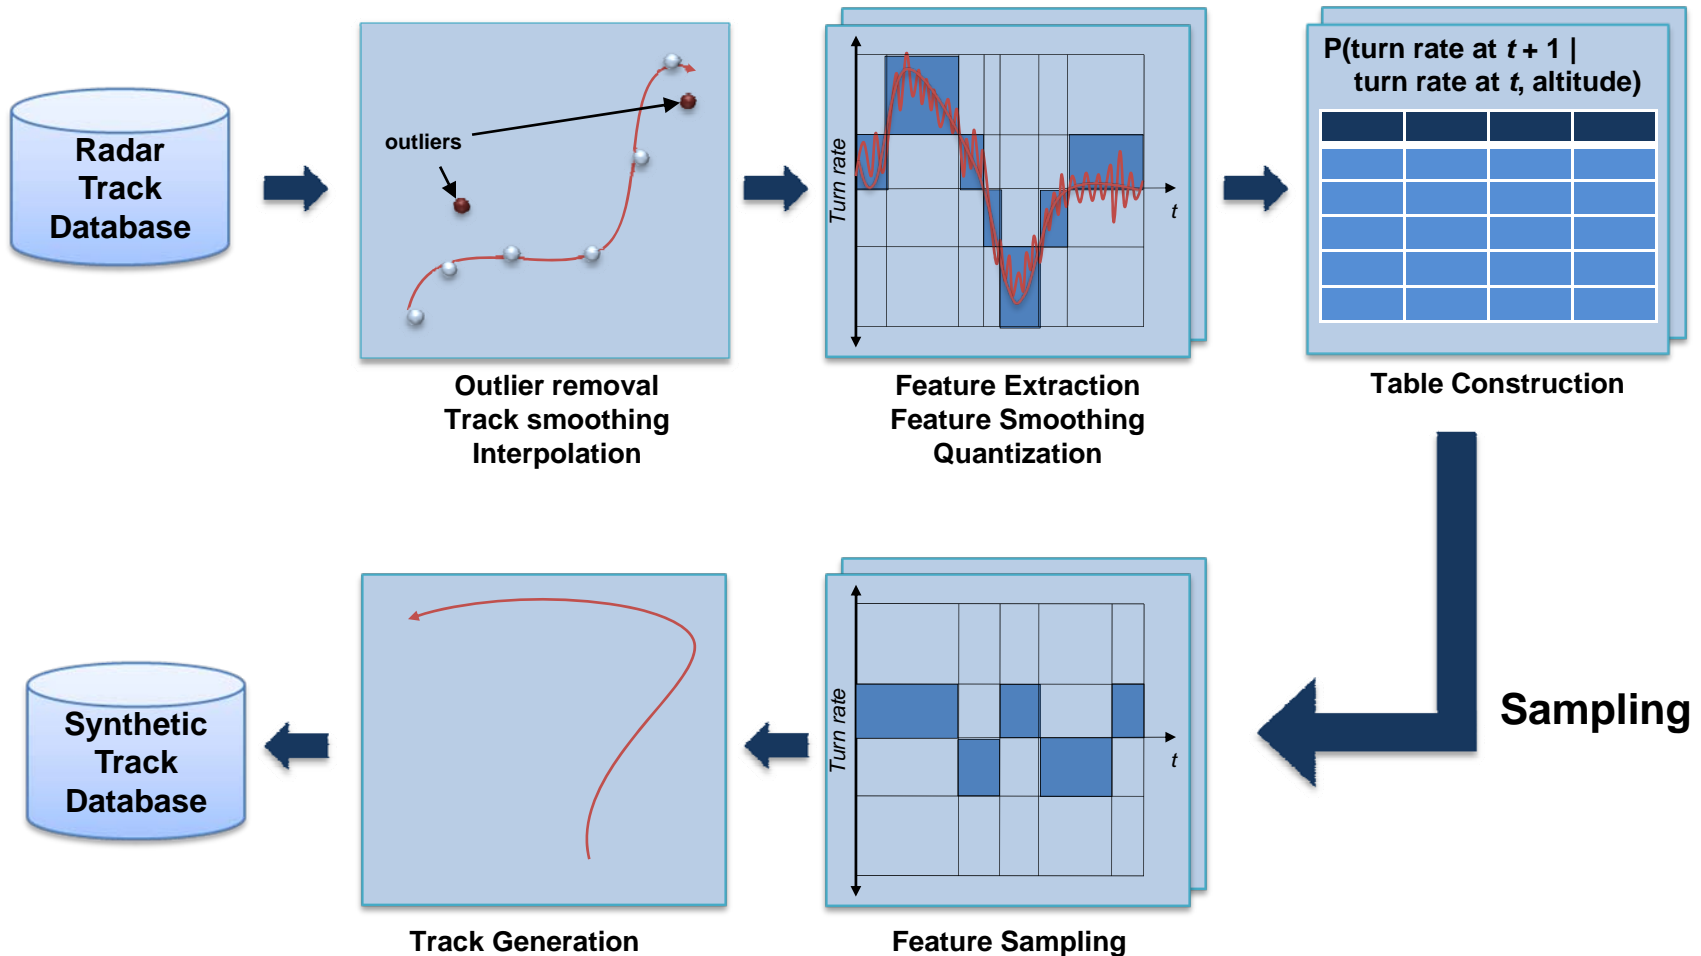 Radar
Track
Database
outliers
Outlier removal
Track smoothing
Interpolation
Turn rate
t
Feature Extraction
Feature Smoothing
Quantization
P(turn rate at t + 1 |
turn rate at t, altitude)
Table Construction
Sampling
Turn rate
t
Feature Sampling
Track Generation
Synthetic
Track
Database